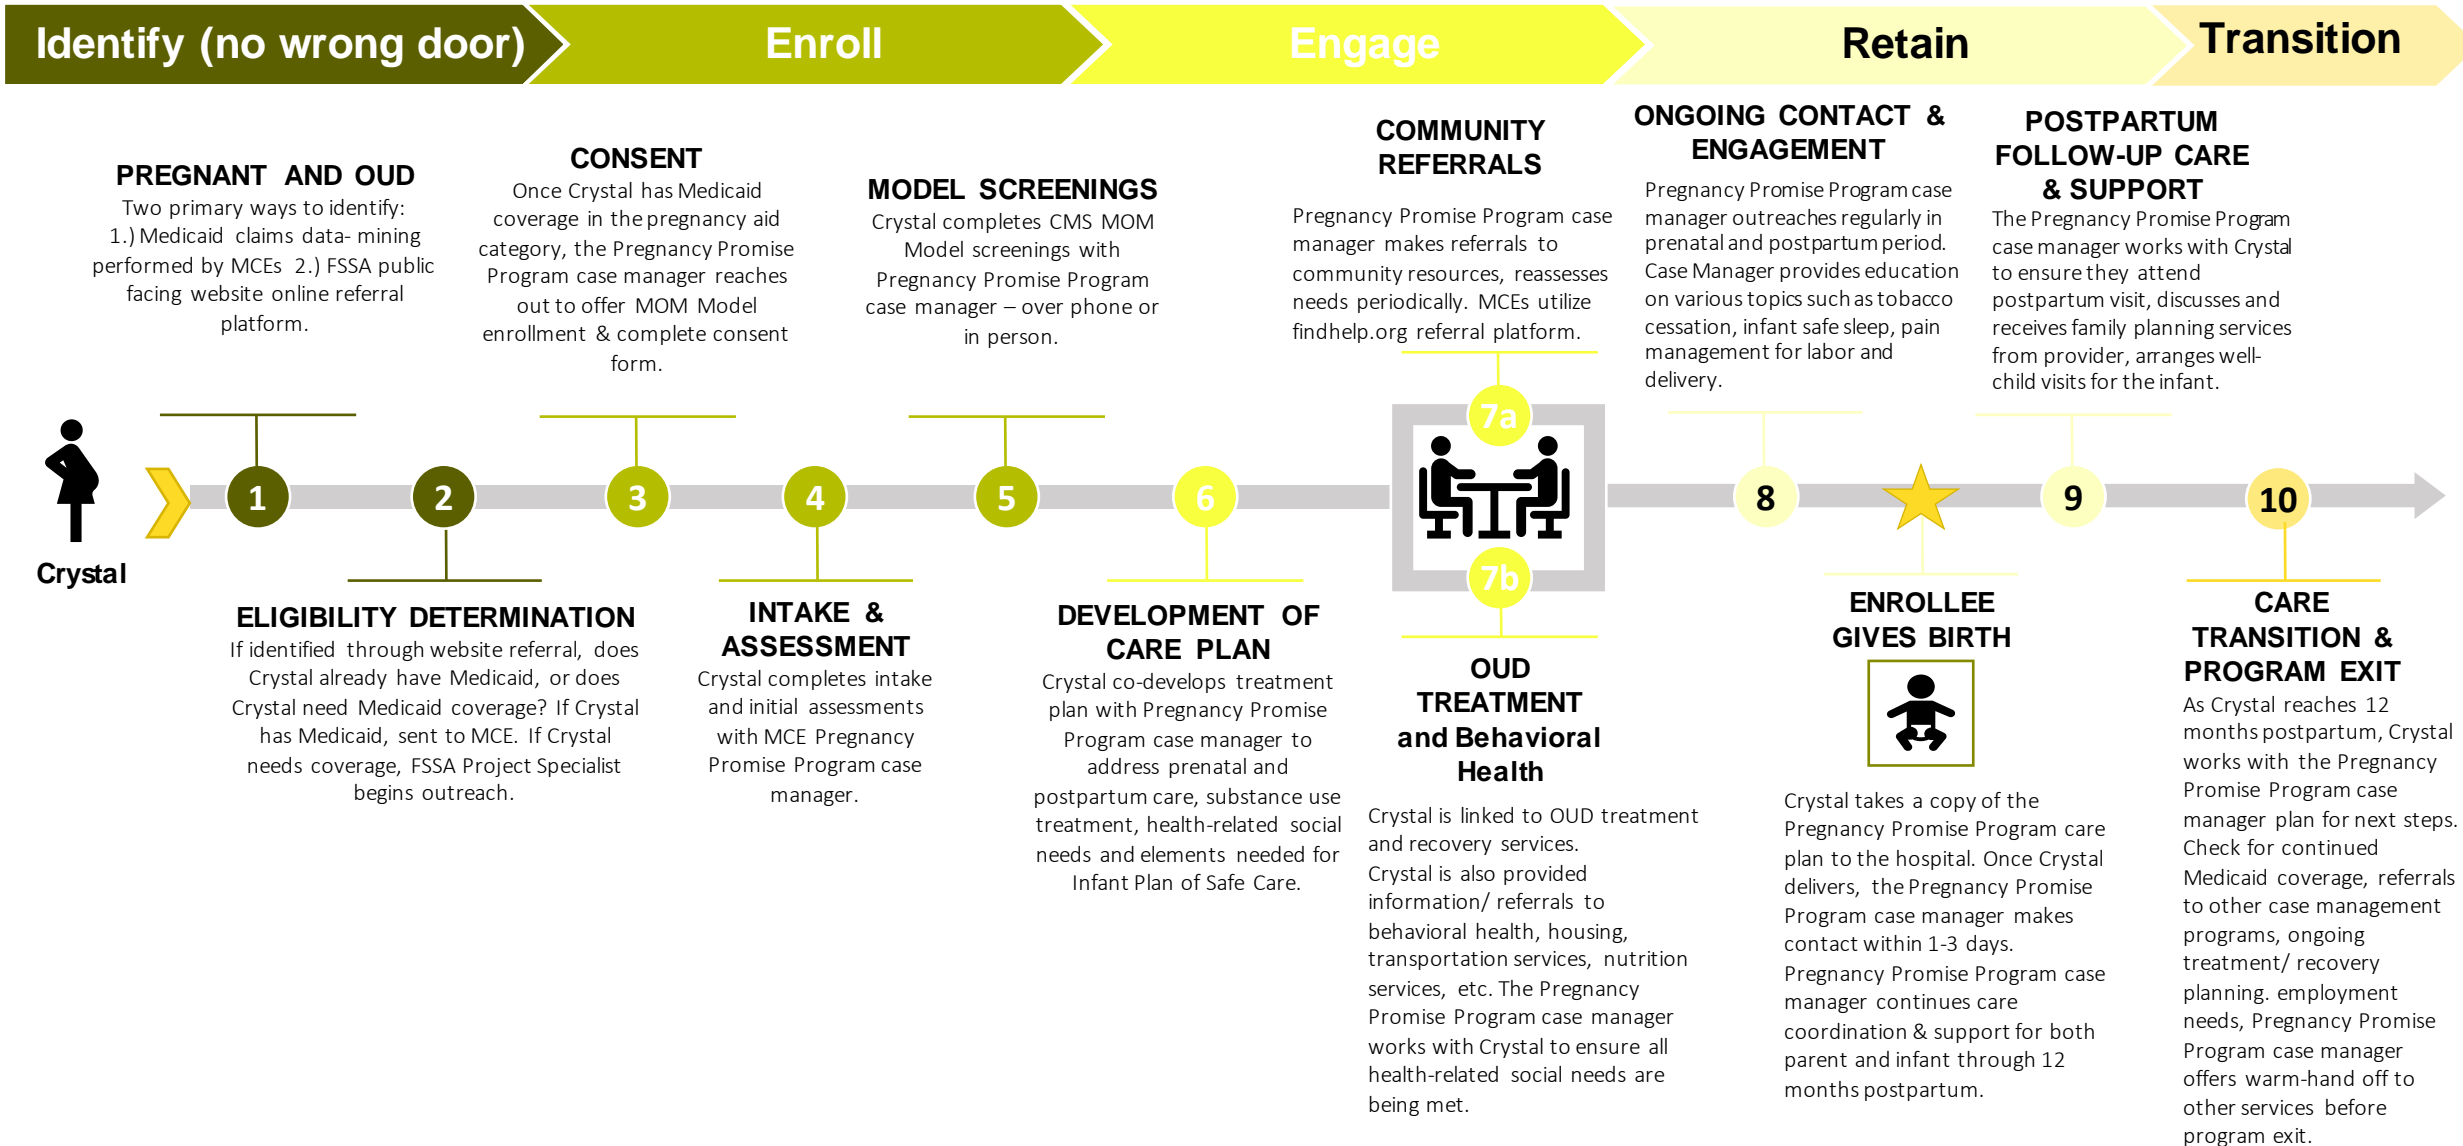 Identify (no wrong door)
Enroll
Engage
Retain
Transition
PREGNANT AND OUD
Two primary ways to identify:
1.) Medicaid claims data- mining
performed by MCEs 2.) FSSA public
facing website online referral
platform.
CONSENT
Once Crystal has Medicaid
coverage in the pregnancy aid
category, the Pregnancy Promise
Program case manager reaches
out to offer MOM Model
enrollment & complete consent
form.
MODEL SCREENINGS
Crystal completes CMS MOM
Model screenings with
Pregnancy Promise Program
case manager – over phone or
in person.
COMMUNITY
REFERRALS
Pregnancy Promise Program case
manager makes referrals to
community resources, reassesses
needs periodically. MCEs utilize
findhelp.org referral platform.
ONGOING CONTACT &
ENGAGEMENT
Pregnancy Promise Program case
manager outreaches regularly in
prenatal and postpartum period.
Case Manager provides education
on various topics such as tobacco
cessation, infant safe sleep, pain
management for labor and
delivery.
POSTPARTUM
FOLLOW-UP CARE
& SUPPORT
The Pregnancy Promise Program
case manager works with Crystal
to ensure they attend
postpartum visit, discusses and
receives family planning services
from provider, arranges well-
child visits for the infant.
Crystal
1
2
3
4
5
6
7a
7b
8
9
10
ELIGIBILITY DETERMINATION
If identified through website referral, does
Crystal already have Medicaid, or does
Crystal need Medicaid coverage? If Crystal
has Medicaid, sent to MCE. If Crystal
needs coverage, FSSA Project Specialist
begins outreach.
INTAKE &
ASSESSMENT
Crystal completes intake
and initial assessments
with MCE Pregnancy
Promise Program case
manager.
DEVELOPMENT OF
CARE PLAN
Crystal co-develops treatment
plan with Pregnancy Promise
Program case manager to
address prenatal and
postpartum care, substance use
treatment, health-related social
needs and elements needed for
Infant Plan of Safe Care.
OUD
TREATMENT
and Behavioral
Health
Crystal is linked to OUD treatment
and recovery services.
Crystal is also provided
information/ referrals to
behavioral health, housing,
transportation services, nutrition
services, etc. The Pregnancy
Promise Program case manager
works with Crystal to ensure all
health-related social needs are
being met.
ENROLLEE
GIVES BIRTH
Crystal takes a copy of the
Pregnancy Promise Program care
plan to the hospital. Once Crystal
delivers, the Pregnancy Promise
Program case manager makes
contact within 1-3 days.
Pregnancy Promise Program case
manager continues care
coordination & support for both
parent and infant through 12
months postpartum.
CARE
TRANSITION &
PROGRAM EXIT
As Crystal reaches 12
months postpartum, Crystal
works with the Pregnancy
Promise Program case
manager plan for next steps.
Check for continued
Medicaid coverage, referrals
to other case management
programs, ongoing
treatment/ recovery
planning. employment
needs, Pregnancy Promise
Program case manager
offers warm-hand off to
other services before
program exit.